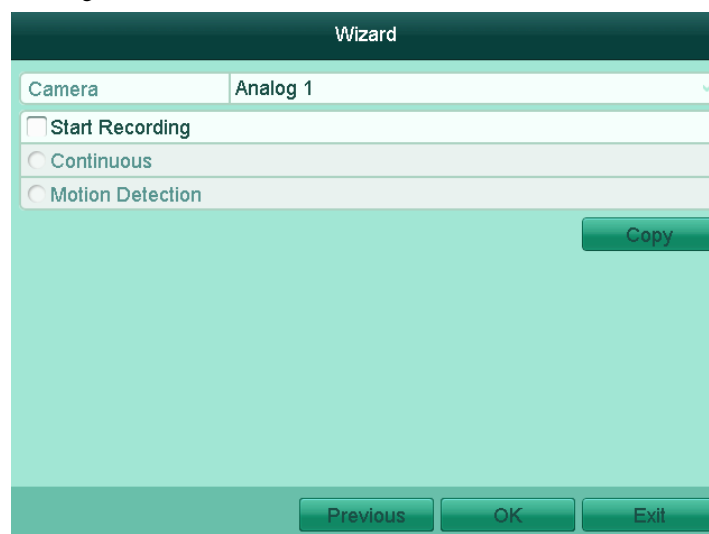 Wizard
Camera Analog 1
Start Recording
Continuous
Motion Detection
Copy
Previous OK Exit